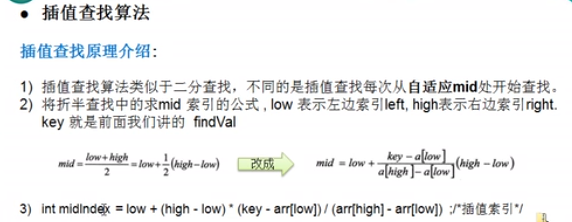 ● 插值查找算法
插值查找原理介绍:
1) 插值查找算法类似于二分查找，不同的是插值查找每次从自适应mid处开始查找。
2) 将折半查找中的求mid 索引的公式 , low 表示左边索引left, high表示右边索引right.
key 就是前面我们讲的 findVal
mid = \frac{low+high}{2} = low + \frac{1}{2}(high-low) 改成 mid = low + \frac{key-a[low]}{a[high]-a[low]}(high-low)
3) int midIndex = low + (high - low) * (key - arr[low]) / (arr[high] - arr[low]) ;/*插值索引*/